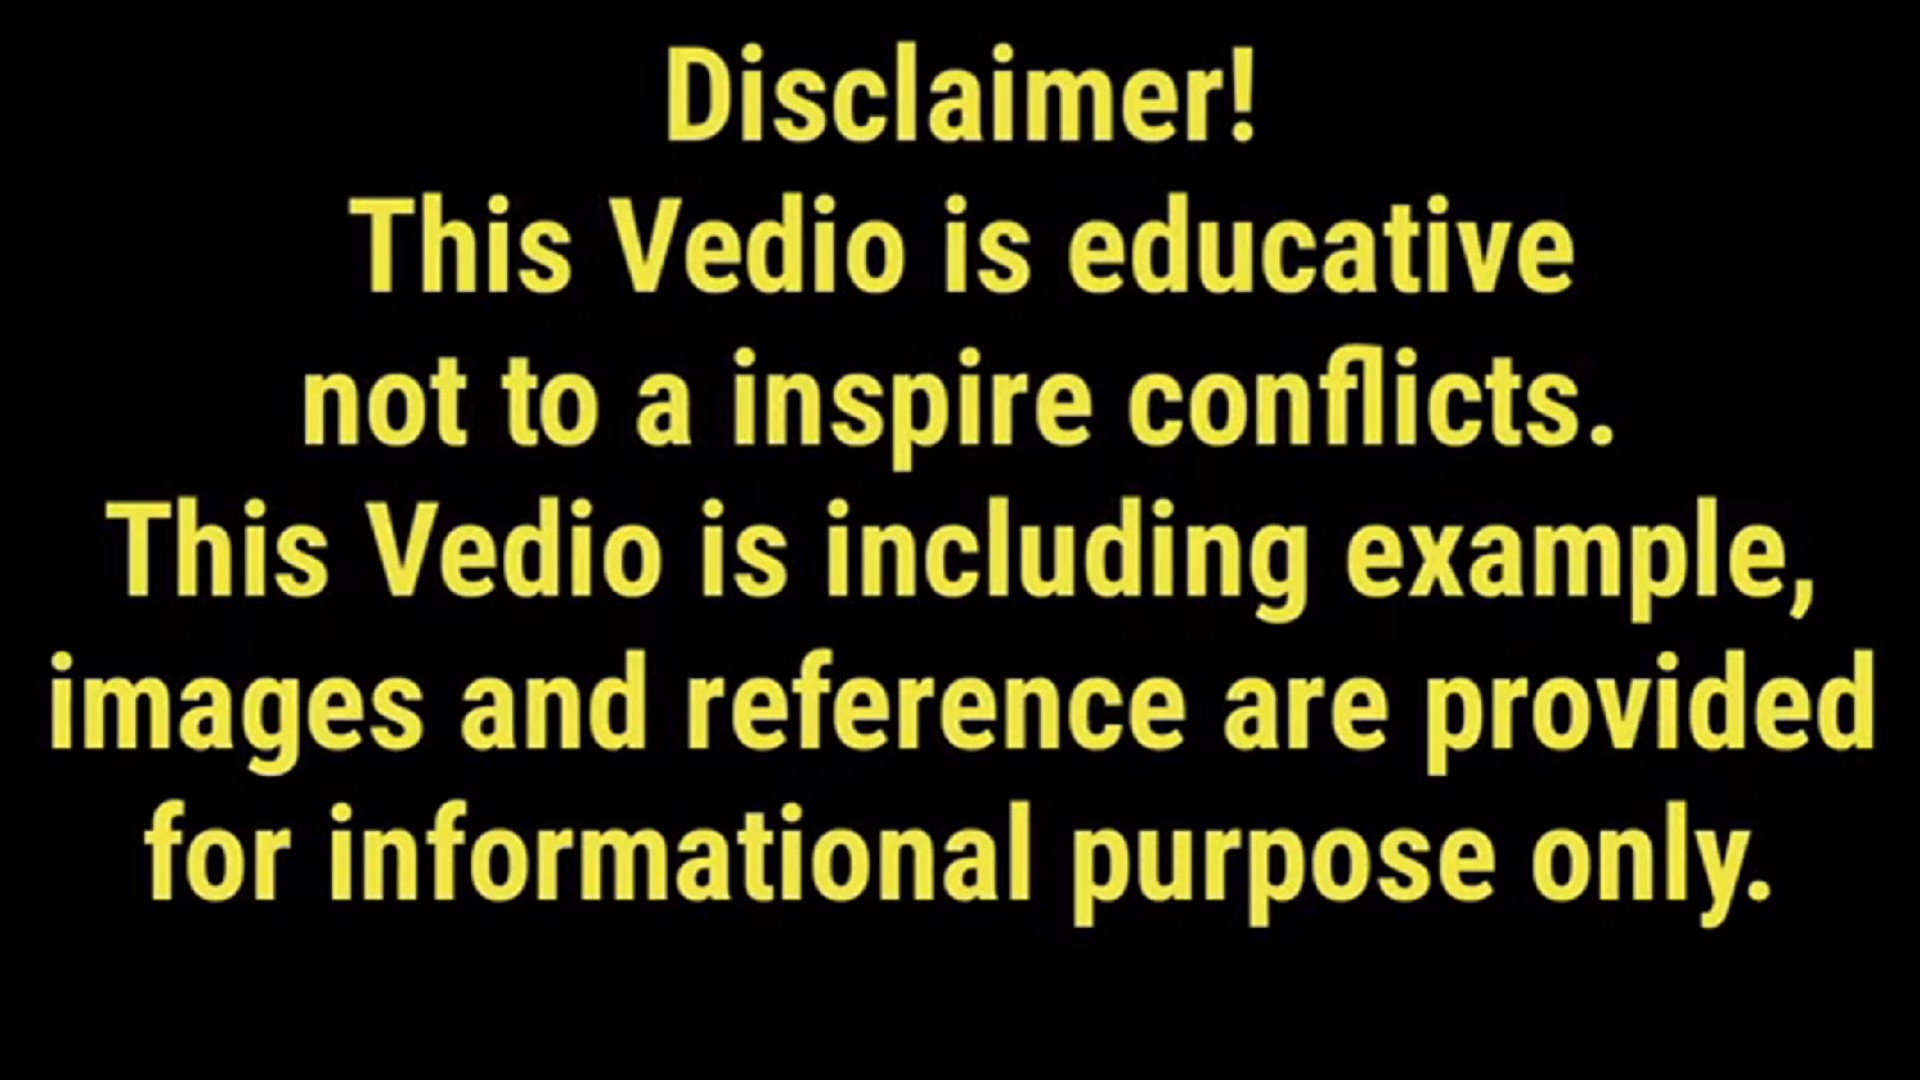 Disclaimer!
This Vedio is educative
not to a inspire conflicts.
This Vedio is including example,
images and reference are provided
for informational purpose only.